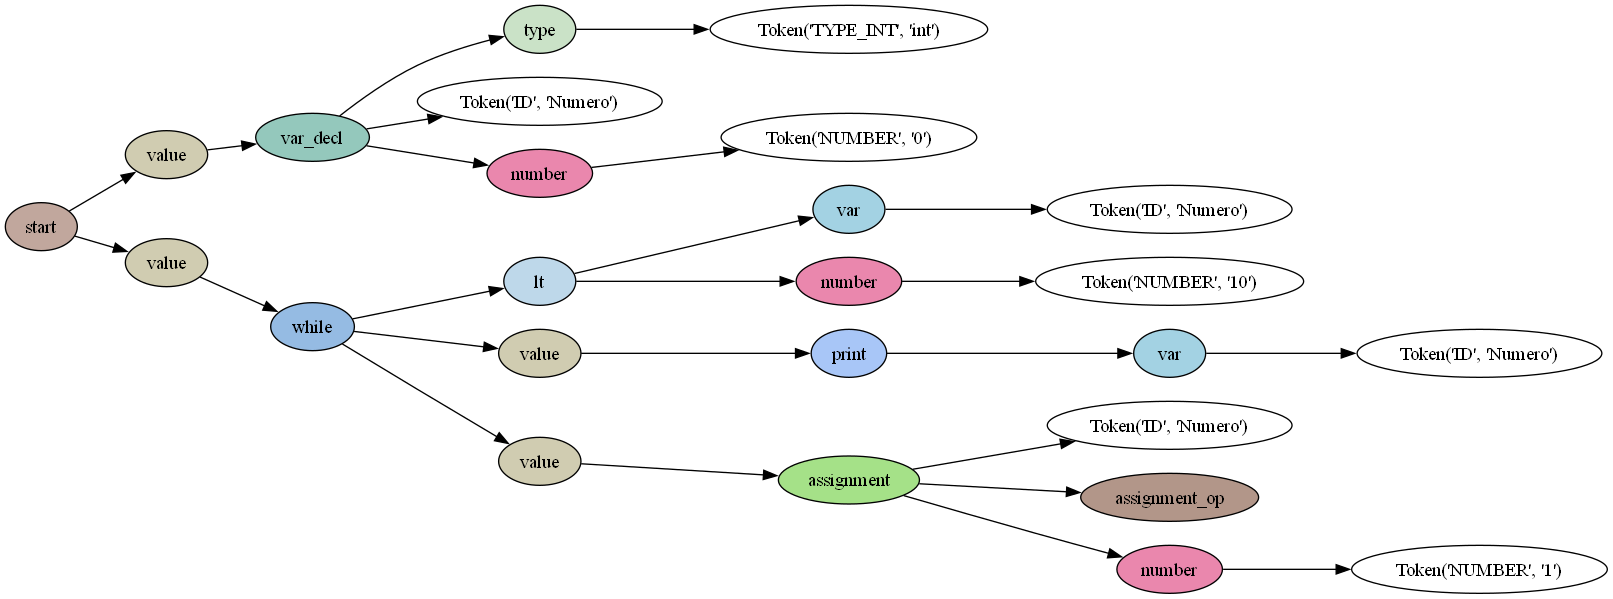 type
Token('TYPE_INT', 'int')
Token('ID', 'Numero')
var_decl
Token('NUMBER', '0')
value
number
var
Token('ID', 'Numero')
start
value
lt
number
Token('NUMBER', '10')
while
value
print
var
Token('ID', 'Numero')
Token('ID', 'Numero')
value
assignment
assignment_op
number
Token('NUMBER', '1')